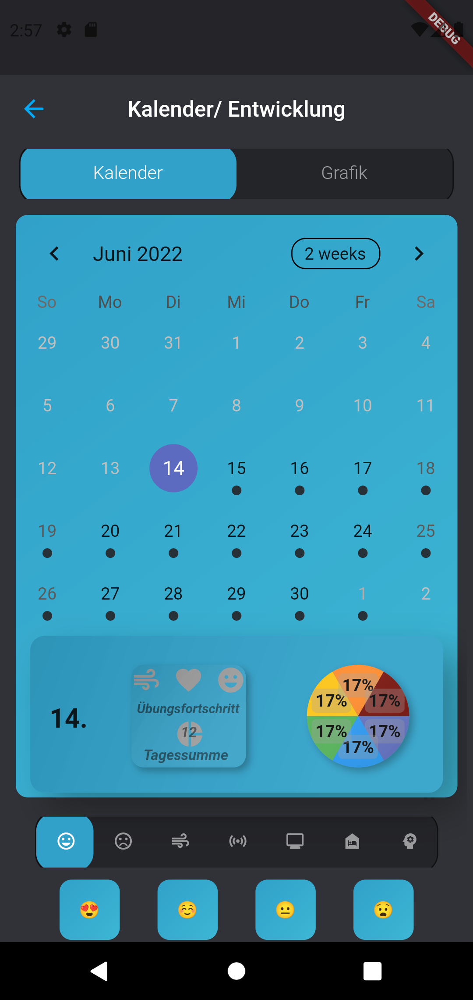 2:57
DEBUG
Kalender/ Entwicklung
Kalender Grafik
Juni 2022 2 weeks
So Mo Di Mi Do Fr Sa
29 30 31 1 2 3 4
5 6 7 8 9 10 11
12 13 14 15 16 17 18
19 20 21 22 23 24 25
26 27 28 29 30 1 2
14.
Übungsfortschritt
12
Tagessumme
17%
17% 17%
17% 17%
17%